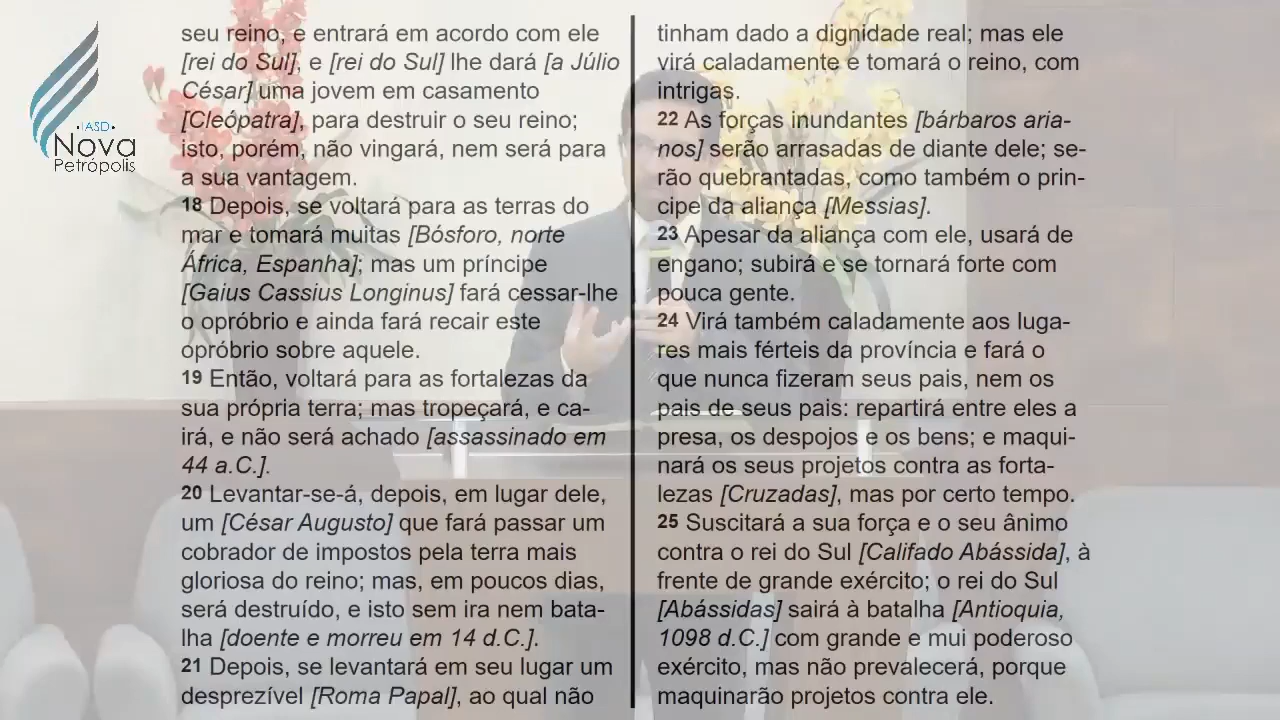 IASD
Nova
Petrópolis
seu reino, e entrará em acordo com ele
[rei do Sul], e [rei do Sul] lhe dará [a Júlio
César] uma jovem em casamento
[Cleópatra], para destruir o seu reino;
isto, porém, não vingará, nem será para
a sua vantagem.
18 Depois, se voltará para as terras do
mar e tomará muitas [Bósforo, norte
África, Espanha]; mas um príncipe
[Gaius Cassius Longinus] fará cessar-lhe
o opróbrio e ainda fará recair este
opróbrio sobre aquele.
19 Então, voltará para as fortalezas da
sua própria terra; mas tropeçará, e ca-
irá, e não será achado [assassinado em
44 a.C.].
20 Levantar-se-á, depois, em lugar dele,
um [César Augusto] que fará passar um
cobrador de impostos pela terra mais
gloriosa do reino; mas, em poucos dias,
será destruído, e isto sem ira nem bata-
lha [doente e morreu em 14 d.C.].
21 Depois, se levantará em seu lugar um
desprezível [Roma Papal], ao qual não
tinham dado a dignidade real; mas ele
virá caladamente e tomará o reino, com
intrigas.
22 As forças inundantes [bárbaros aria-
nos] serão arrasadas de diante dele; se-
rão quebrantadas, como também o prín-
cipe da aliança [Messias].
23 Apesar da aliança com ele, usará de
engano; subirá e se tornará forte com
pouca gente.
24 Virá também caladamente aos luga-
res mais férteis da província e fará o
que nunca fizeram seus pais, nem os
pais de seus pais: repartirá entre eles a
presa, os despojos e os bens; e maqui-
nará os seus projetos contra as forta-
lezas [Cruzadas], mas por certo tempo.
25 Suscitará a sua força e o seu ânimo
contra o rei do Sul [Califado Abássida], à
frente de grande exército; o rei do Sul
[Abássidas] sairá à batalha [Antioquia,
1098 d.C.] com grande e mui poderoso
exército, mas não prevalecerá, porque
maquinarão projetos contra ele.